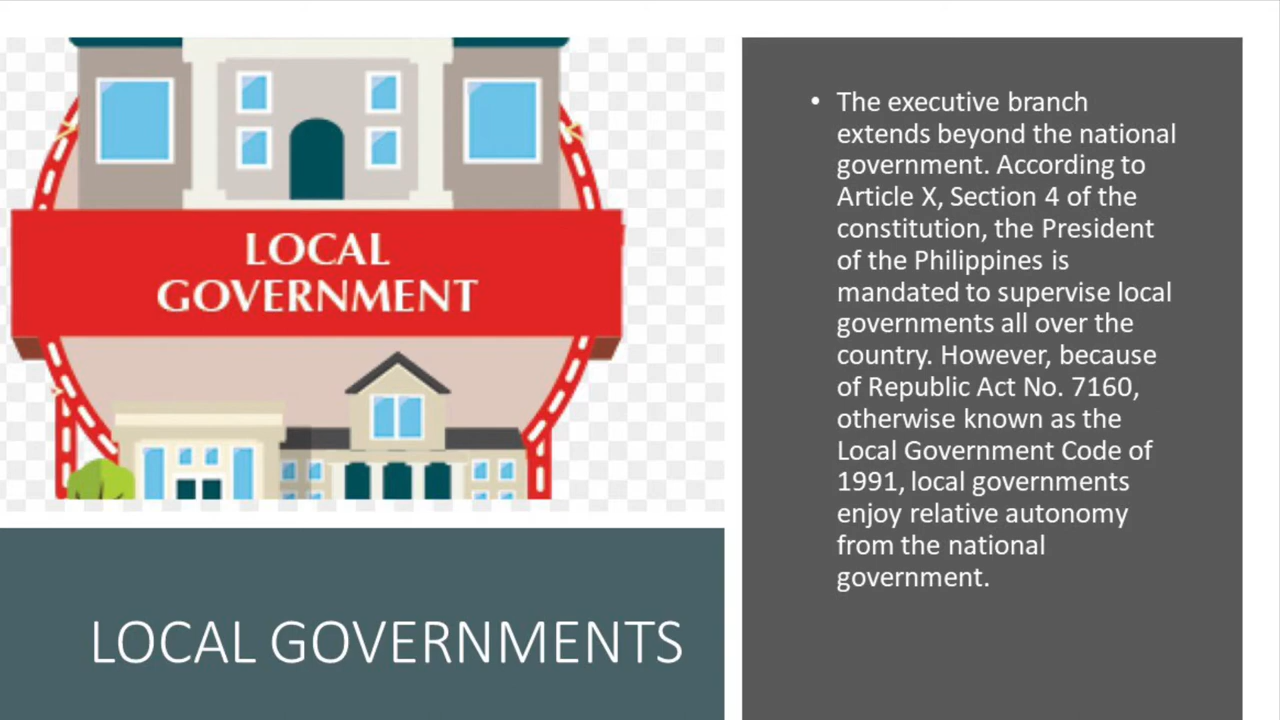 LOCAL
GOVERNMENT
LOCAL GOVERNMENTS
• The executive branch
extends beyond the national
government. According to
Article X, Section 4 of the
constitution, the President
of the Philippines is
mandated to supervise local
governments all over the
country. However, because
of Republic Act No. 7160,
otherwise known as the
Local Government Code of
1991, local governments
enjoy relative autonomy
from the national
government.